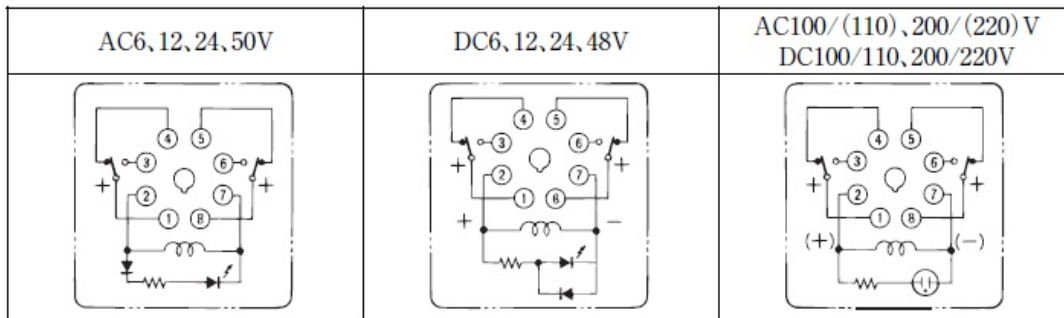 AC6、12、24、50V
DC6、12、24、48V
AC100/(110)、200/(220)V
DC100/110、200/220V
4 5
3 6
+ 2 7 +
1 8
4 5
3 6
+ 2 7 +
1 8
+ −
4 5
3 6
+ 2 7 +
1 8
(+) (−)